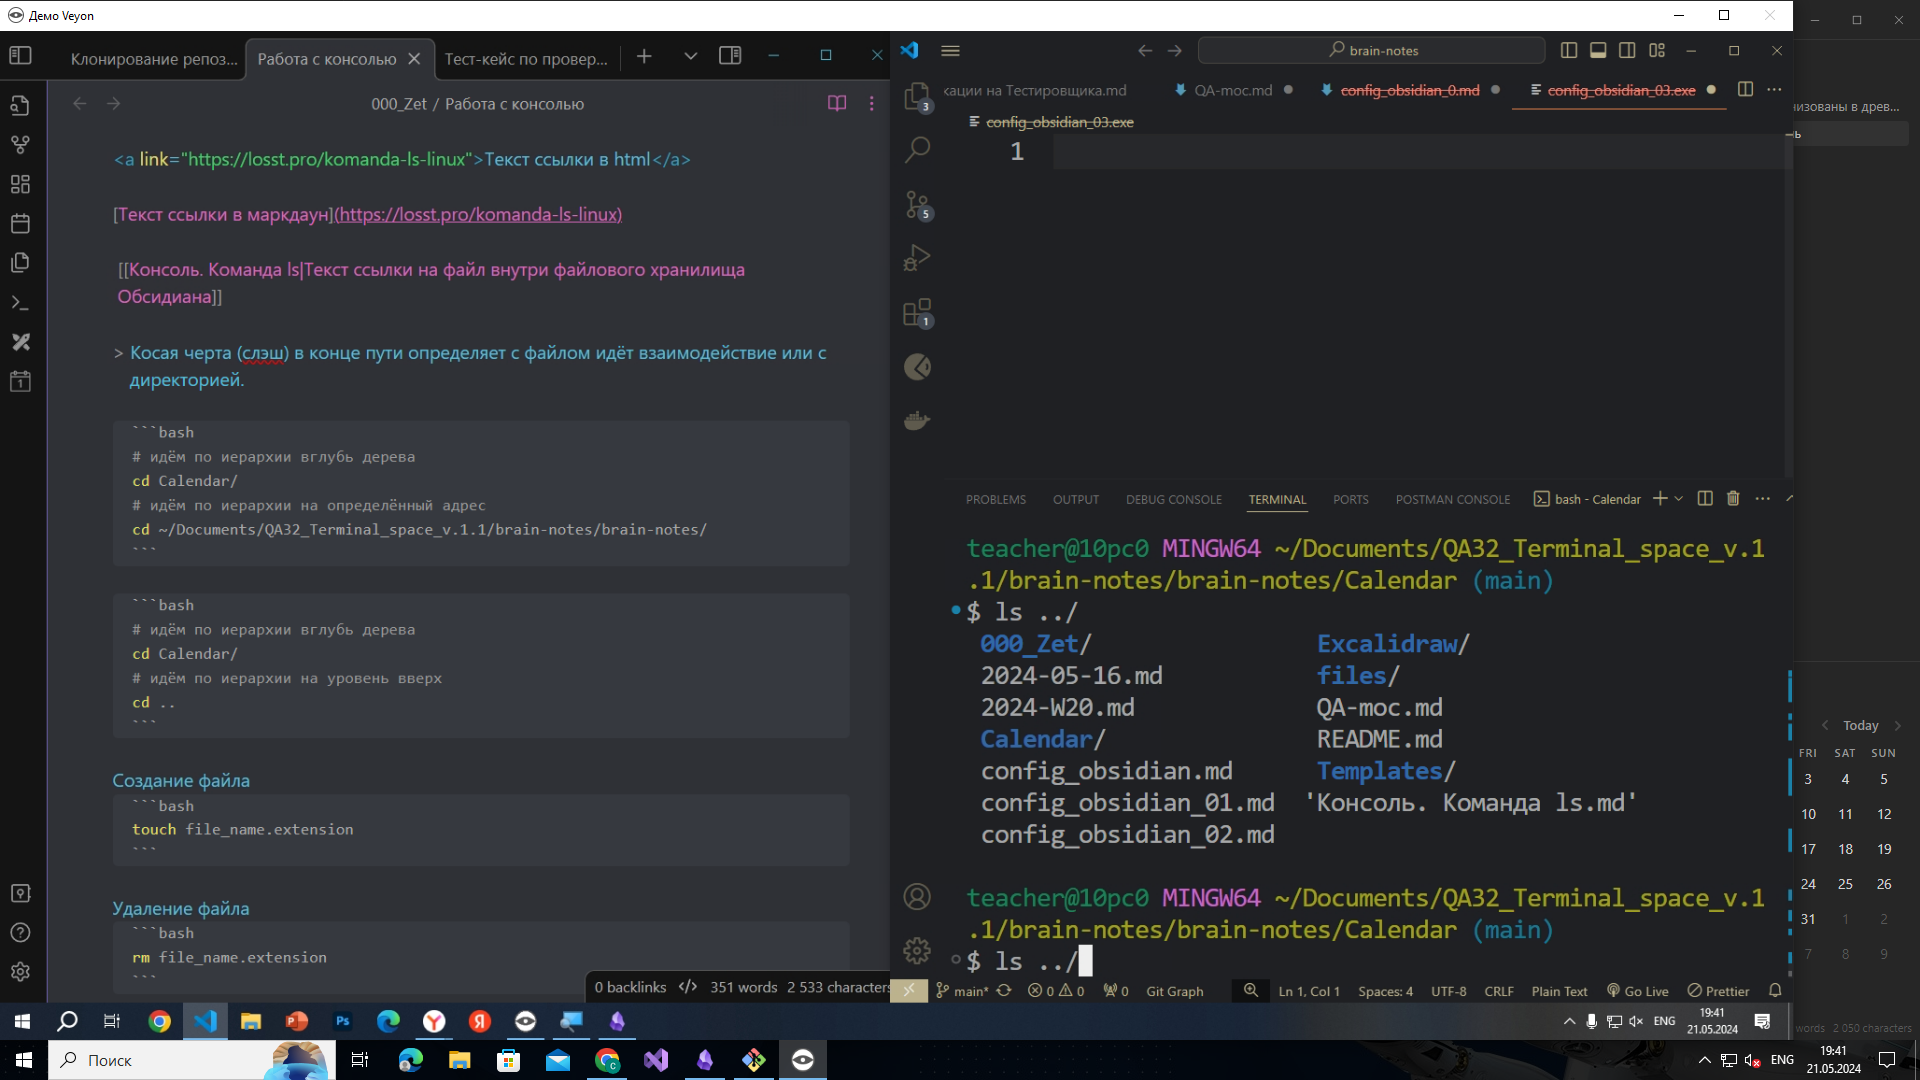 Демо Veyon
Клонирование репоз...
Работа с консолью
Тест-кейс по провер...
000_Zet / Работа с консолью
<a link="https://losst.pro/komanda-ls-linux">Текст ссылки в html</a>
[Текст ссылки в маркдаун](https://losst.pro/komanda-ls-linux)
[[Консоль. Команда ls|Текст ссылки на файл внутри файлового хранилища
Обсидиана]]
> Косая черта (слэш) в конце пути определяет с файлом идёт взаимодействие или с
директорией.
```bash
# идём по иерархии вглубь дерева
cd Calendar/
# идём по иерархии на определённый адрес
cd ~/Documents/QA32_Terminal_space_v.1.1/brain-notes/brain-notes/
```
```bash
# идём по иерархии вглубь дерева
cd Calendar/
# идём по иерархии на уровень вверх
cd ..
```
Создание файла
```bash
touch file_name.extension
```
Удаление файла
```bash
rm file_name.extension
```
0 backlinks 351 words 2 533 characters
brain-notes
кации на Тестировщика.md
QA-moc.md
config_obsidian_0.md
config_obsidian_03.exe
config_obsidian_03.exe
1
3
5
1
PROBLEMS OUTPUT DEBUG CONSOLE TERMINAL PORTS POSTMAN CONSOLE bash - Calendar
teacher@10pc0 MINGW64 ~/Documents/QA32_Terminal_space_v.1
.1/brain-notes/brain-notes/Calendar (main)
$ ls ../
000_Zet/ Excalidraw/
2024-05-16.md files/
2024-W20.md QA-moc.md
Calendar/ README.md
config_obsidian.md Templates/
config_obsidian_01.md 'Консоль. Команда ls.md'
config_obsidian_02.md
teacher@10pc0 MINGW64 ~/Documents/QA32_Terminal_space_v.1
.1/brain-notes/brain-notes/Calendar (main)
$ ls ../
main* 0 0 0 Git Graph Ln 1, Col 1 Spaces: 4 UTF-8 CRLF Plain Text Go Live Prettier
ENG 19:41
21.05.2024
низованы в древ...
ь
Today
FRI SAT SUN
3 4 5
10 11 12
17 18 19
24 25 26
31 1 2
7 8 9
words 2 050 characters
Поиск
ENG 19:41
21.05.2024